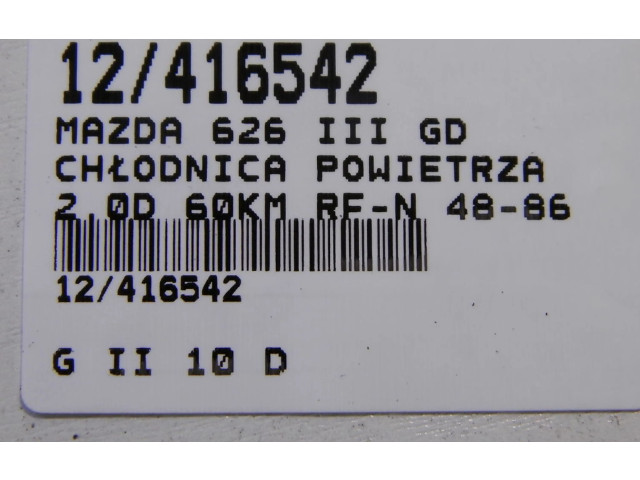 12/416542
MAZDA 626 III GD
CHŁODNICA POWIETRZA
2.0D 60KM RF-N 48-86
12/416542
G II 10 D